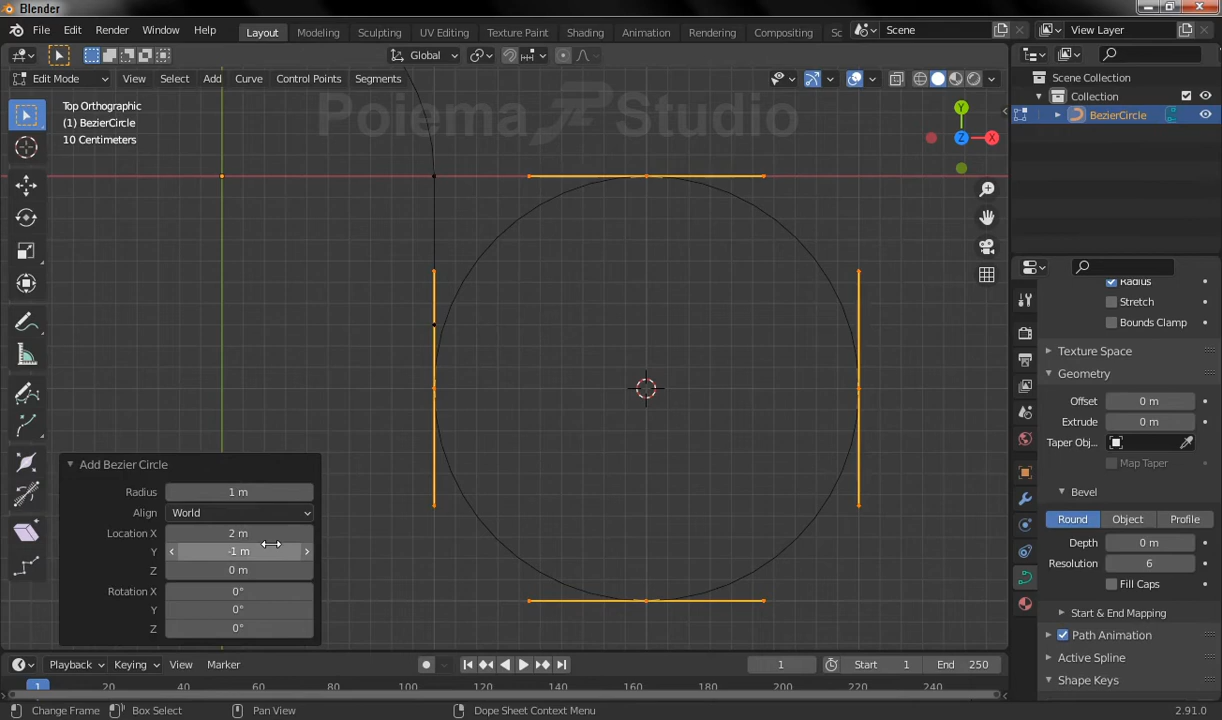 Blender
File Edit Render Window Help Layout Modeling Sculpting UV Editing Texture Paint Shading Animation Rendering Compositing Sc Scene View Layer
Global
Edit Mode View Select Add Curve Control Points Segments
Scene Collection
Collection
BezierCircle
Top Orthographic
(1) BezierCircle
10 Centimeters
Poiema Studio
Y
Z
X
Add Bezier Circle
Radius 1 m
Align World
Location X 2 m
Y -1 m
Z 0 m
Rotation X 0°
Y 0°
Z 0°
Radius
Stretch
Bounds Clamp
Texture Space
Geometry
Offset 0 m
Extrude 0 m
Taper Obj...
Map Taper
Bevel
Round Object Profile
Depth 0 m
Resolution 6
Fill Caps
Start & End Mapping
Path Animation
Active Spline
Shape Keys
Playback Keying View Marker 1 Start 1 End 250
1 20 40 60 80 100 120 140 160 180 200 220 240
Change Frame Box Select Pan View Dope Sheet Context Menu 2.91.0